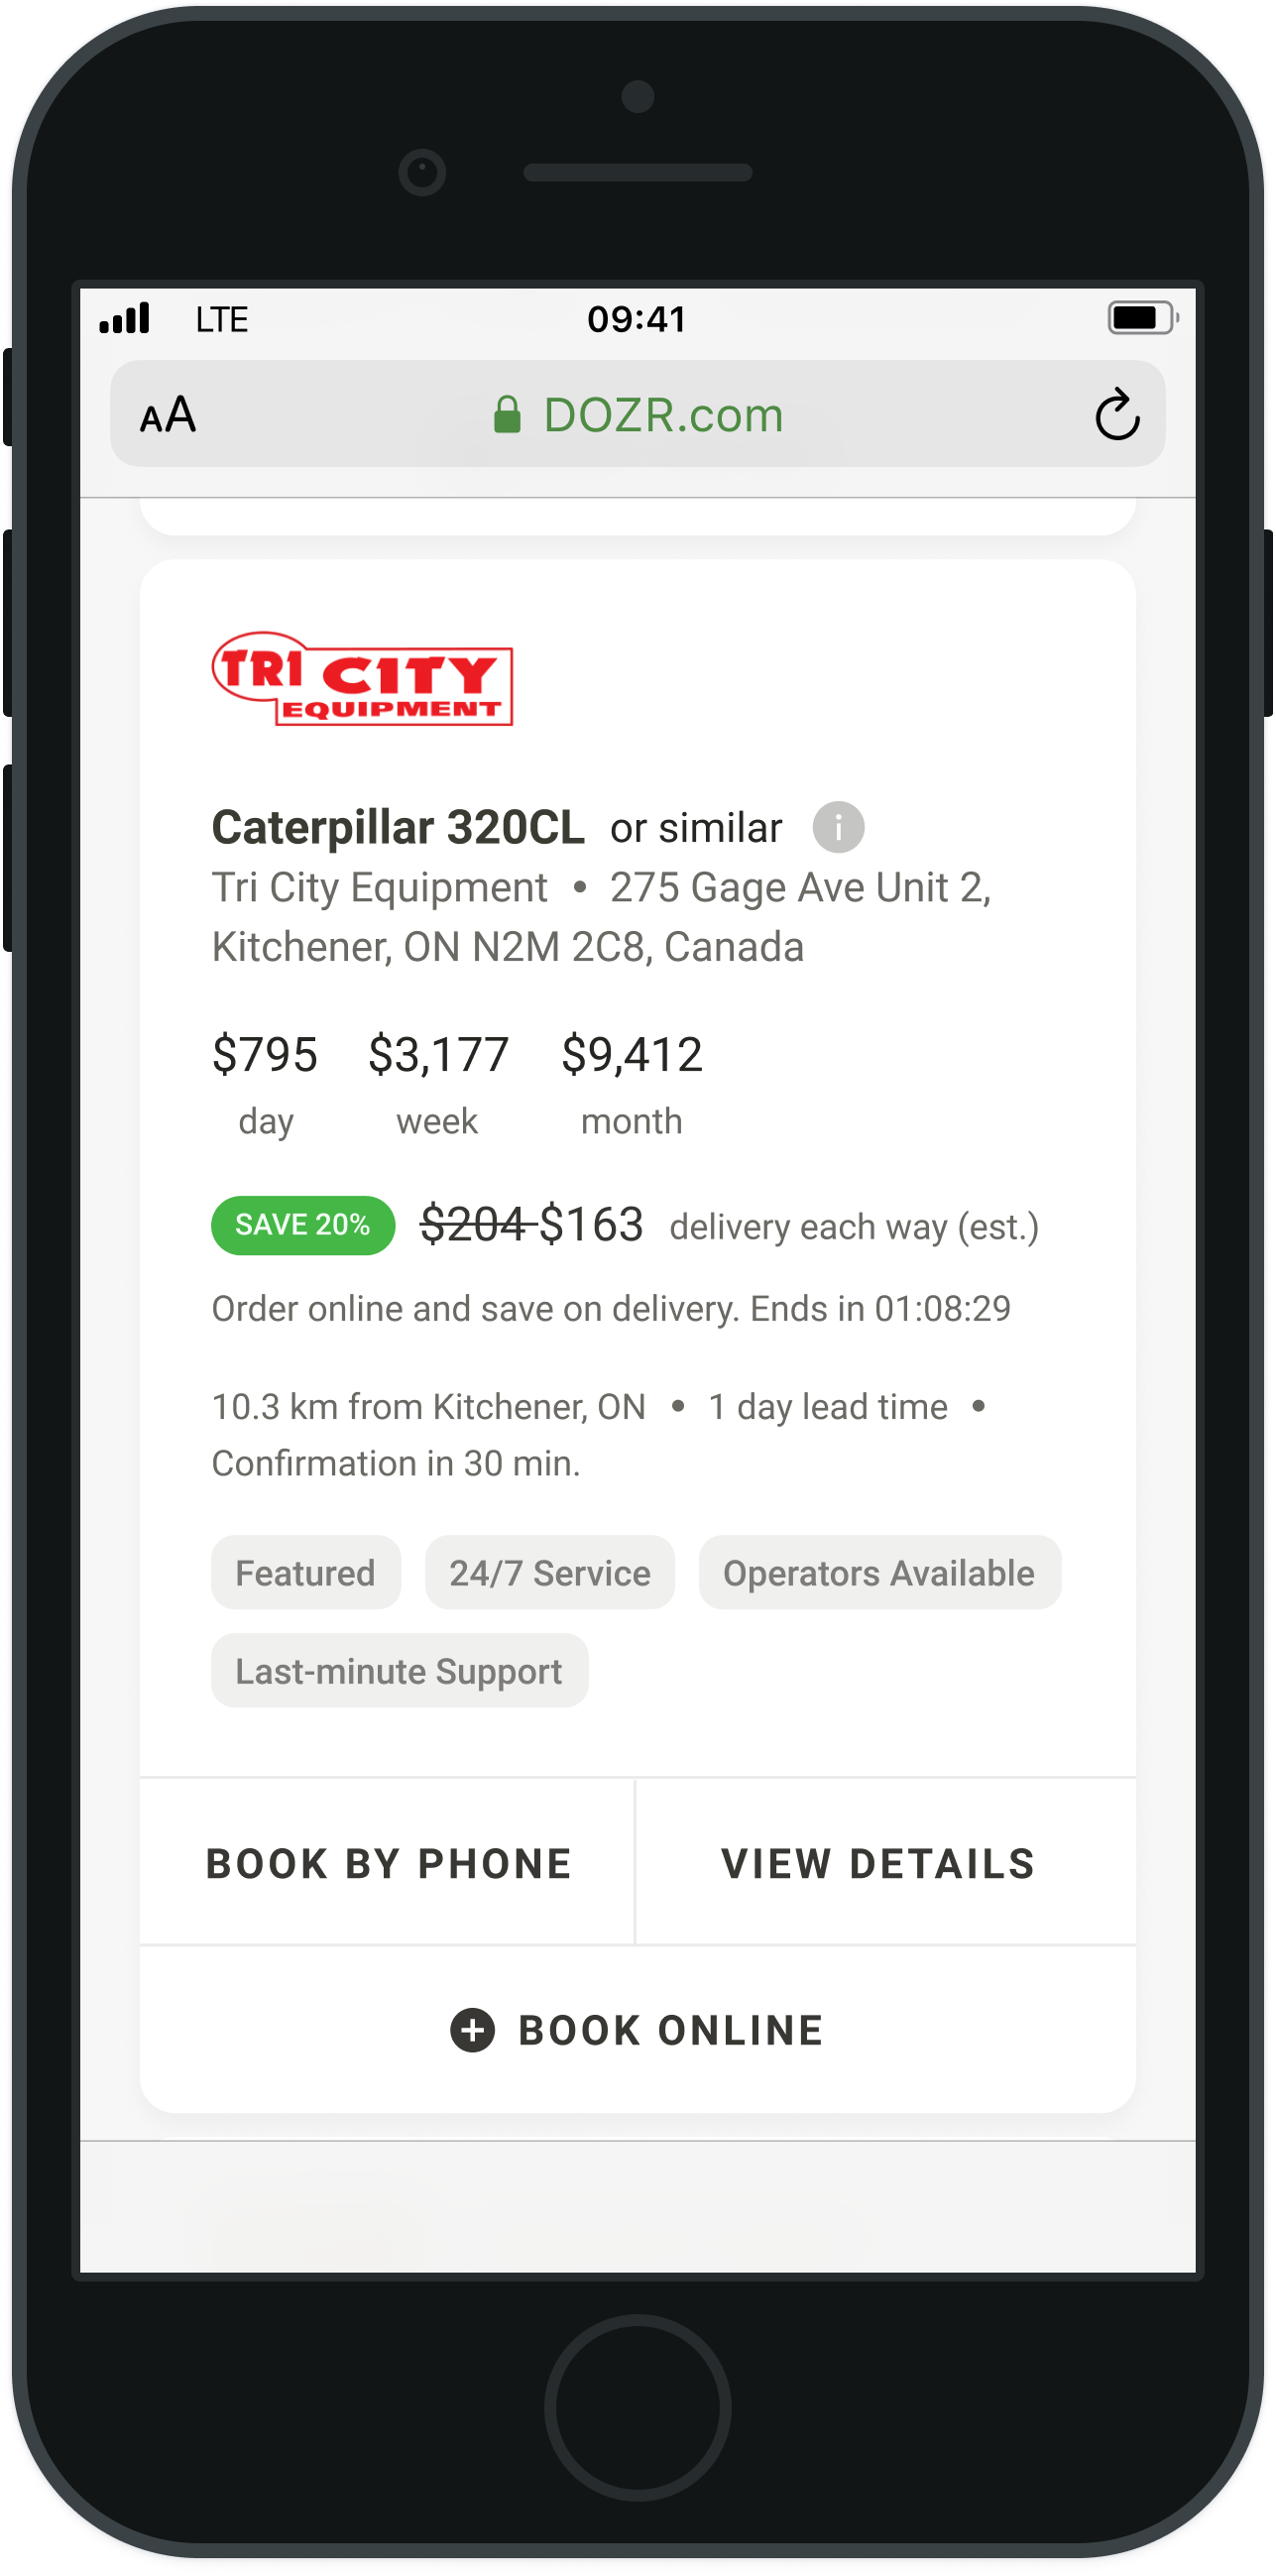 LTE 09:41
AA DOZR.com
TRI CITY
EQUIPMENT
Caterpillar 320CL or similar i
Tri City Equipment • 275 Gage Ave Unit 2,
Kitchener, ON N2M 2C8, Canada
$795 $3,177 $9,412
day week month
SAVE 20% $204 $163 delivery each way (est.)
Order online and save on delivery. Ends in 01:08:29
10.3 km from Kitchener, ON • 1 day lead time •
Confirmation in 30 min.
Featured 24/7 Service Operators Available
Last-minute Support
BOOK BY PHONE VIEW DETAILS
BOOK ONLINE